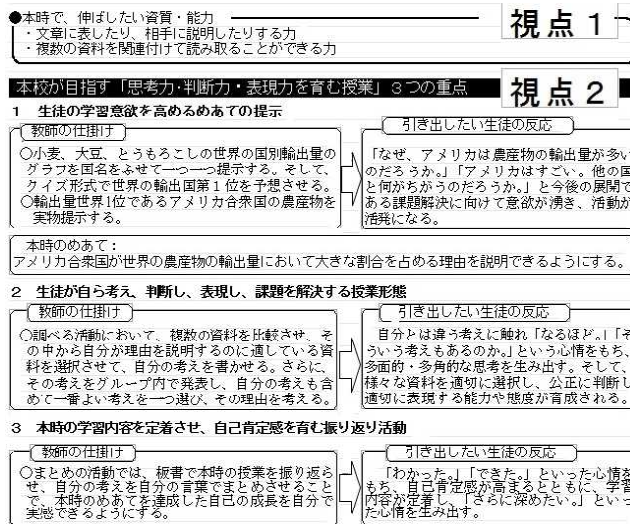 ●本時で、伸ばしたい資質・能力
視点１
・文章に表したり、相手に説明したりする力
・複数の資料を関連付けて読み取ることができる力
本校が目指す「思考力・判断力・表現力を育む授業」３つの重点
視点２
１　生徒の学習意欲を高めるめあての提示
教師の仕掛け
○小麦、大豆、とうもろこしの世界の国別輸出量の
グラフを国名をふせて一つ一つ提示する。そして、
クイズ形式で世界の輸出国第１位を予想させる。
○輸出量世界1位であるアメリカ合衆国の農産物を
実物提示する。
引き出したい生徒の反応
「なぜ、アメリカは農産物の輸出量が多い
のだろうか。」「アメリカはすごい。他の国
と何がちがうのだろうか。」と今後の展開で
ある課題解決に向けて意欲が湧き、活動が
活発になる。
本時のめあて：
アメリカ合衆国が世界の農産物の輸出量において大きな割合を占める理由を説明できるようにする。
２　生徒が自ら考え、判断し、表現し、課題を解決する授業形態
教師の仕掛け
○調べる活動において、複数の資料を比較させ、そ
の中から自分が理由を説明するのに適している資
料を選択させて、自分の考えを書かせる。さらに、
その考えをグループ内で発表し、自分の考えも含
めて一番よい考えを一つ選び、その理由を考える。
引き出したい生徒の反応
自分とは違う考えに触れ「なるほど。」「そ
ういう考えもあるのか。」という心情をもち、
多面的・多角的な思考を生み出す。そして、
様々な資料を適切に選択し、公正に判断し
適切に表現する能力や態度が育成される。
３　本時の学習内容を定着させ、自己肯定感を育む振り返り活動
教師の仕掛け
○まとめの活動では、板書で本時の授業を振り返ら
せ、自分の考えを自分の言葉でまとめさせること
で、本時のめあてを達成した自己の成長を自分で
実感できるようにする。
引き出したい生徒の反応
「わかった。」「できた。」といった心情を
もち、自己肯定感が高まるとともに、学習
内容が定着し、「さらに深めたい。」といっ
た心情を生み出す。